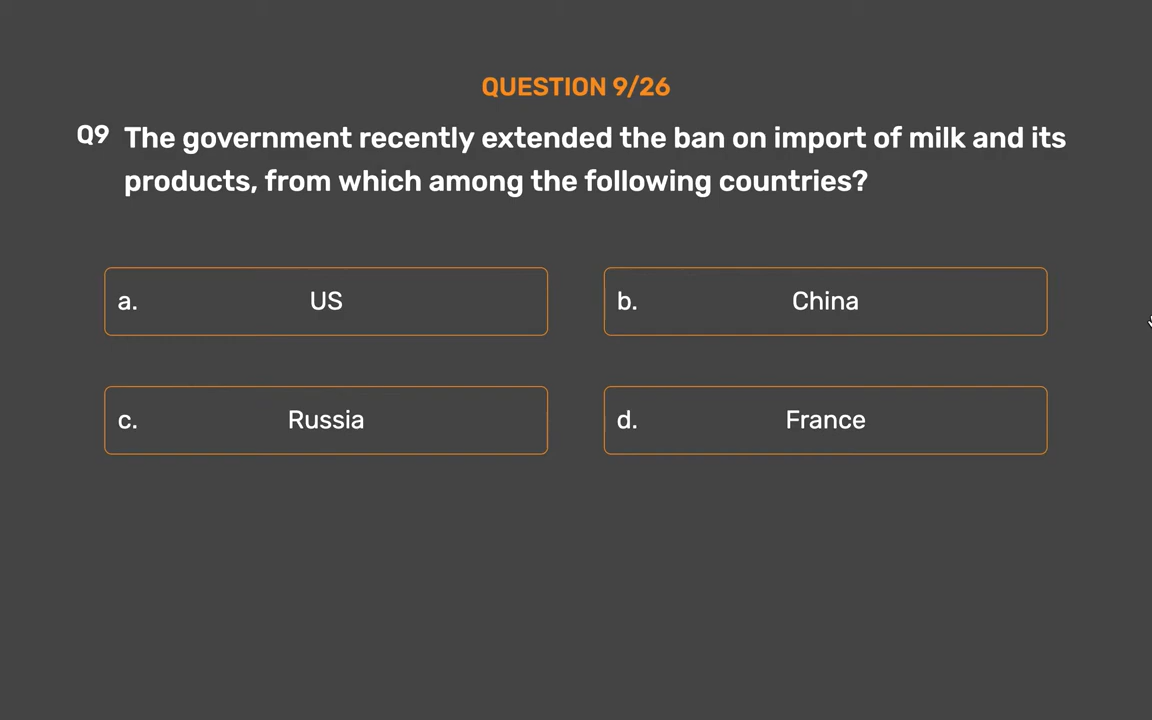 QUESTION 9/26
Q9 The government recently extended the ban on import of milk and its
products, from which among the following countries?
a. US
b. China
c. Russia
d. France